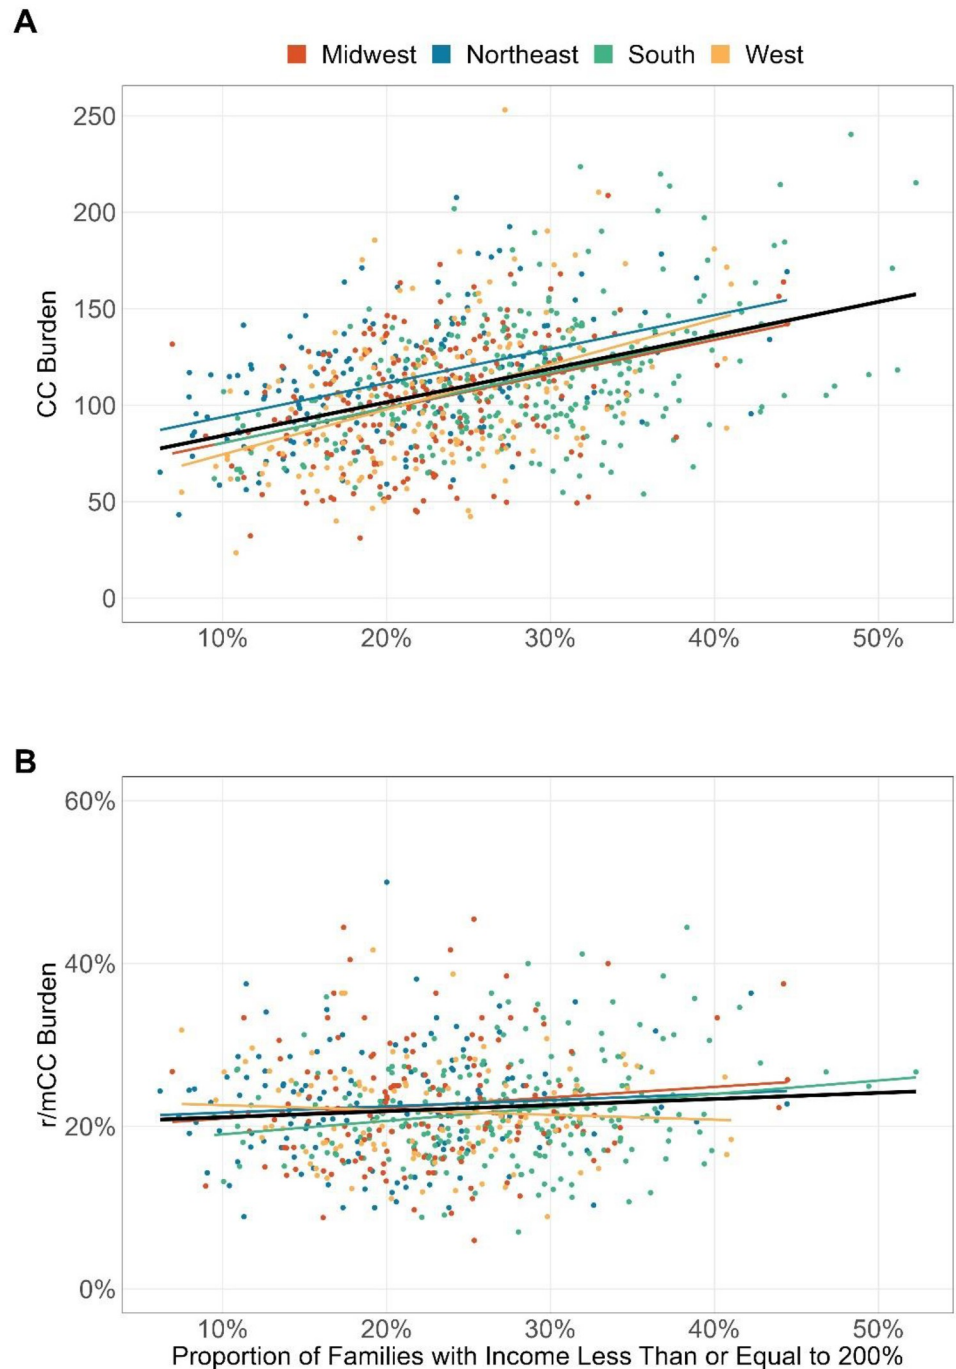 A
Midwest Northeast South West
CC Burden
250
200
150
100
50
0
10% 20% 30% 40% 50%
B
r/mCC Burden
60%
40%
20%
0%
10% 20% 30% 40% 50%
Proportion of Families with Income Less Than or Equal to 200%